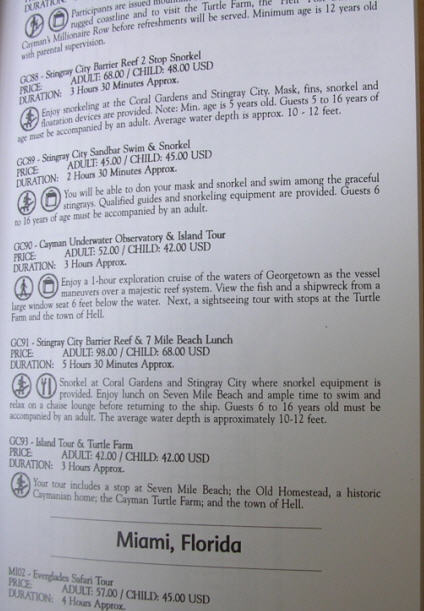 DURATION:
Participants are issued
rugged coastline and to visit the Turtle Farm, the "Hell"
Cayman's Millionaire Row before refreshments will be served. Minimum age is 12 years old
with parental supervision.
GC88 - Stingray City Barrier Reef 2 Stop Snorkel
PRICE: ADULT: 68.00 / CHILD: 48.00 USD
DURATION: 3 Hours 30 Minutes Approx.
Enjoy snorkeling at the Coral Gardens and Stingray City. Mask, fins, snorkel and
floatation devices are provided. Note: Min. age is 5 years old. Guests 5 to 16 years of
age must be accompanied by an adult. Average water depth is approx. 10 - 12 feet.
GC89 - Stingray City Sandbar Swim & Snorkel
PRICE: ADULT: 45.00 / CHILD: 45.00 USD
DURATION: 2 Hours 30 Minutes Approx.
You will be able to don your mask and snorkel and swim among the graceful
stingrays. Qualified guides and snorkeling equipment are provided. Guests 6
to 16 years of age must be accompanied by an adult.
GC90 - Cayman Underwater Observatory & Island Tour
PRICE: ADULT: 52.00 / CHILD: 42.00 USD
DURATION: 3 Hours Approx.
Enjoy a 1-hour exploration cruise of the waters of Georgetown as the vessel
maneuvers over a majestic reef system. View the fish and a shipwreck from a
large window seat 6 feet below the water. Next, a sightseeing tour with stops at the Turtle
Farm and the town of Hell.
GC91 - Stingray City Barrier Reef & 7 Mile Beach Lunch
PRICE: ADULT: 98.00 / CHILD: 68.00 USD
DURATION: 5 Hours 30 Minutes Approx.
Snorkel at Coral Gardens and Stingray City where snorkel equipment is
provided. Enjoy lunch on Seven Mile Beach and ample time to swim and
relax on a chaise lounge before returning to the ship. Guests 6 to 16 years old must be
accompanied by an adult. The average water depth is approximately 10-12 feet.
GC93 - Island Tour & Turtle Farm
PRICE: ADULT: 42.00 / CHILD: 42.00 USD
DURATION: 3 Hours Approx.
Your tour includes a stop at Seven Mile Beach; the Old Homestead, a historic
Caymanian home; the Cayman Turtle Farm; and the town of Hell.
Miami, Florida
MI02 - Everglades Safari Tour
PRICE: ADULT: 57.00 / CHILD: 45.00 USD
DURATION: 4 Hours Approx.